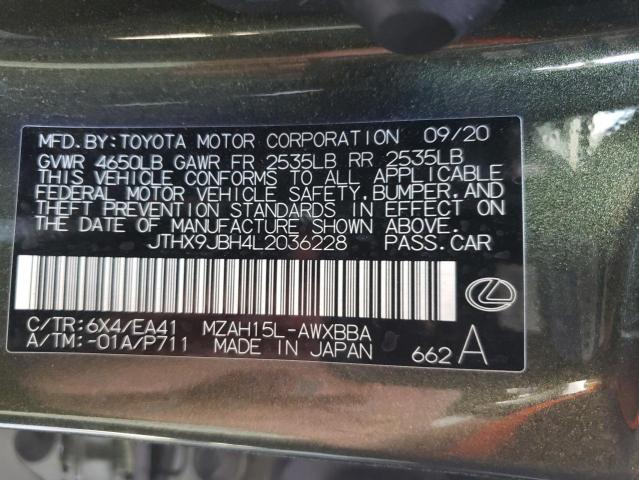 MFD.BY:TOYOTA MOTOR CORPORATION 09/20
GVWR 4650LB GAWR FR 2535LB RR 2535LB
THIS VEHICLE CONFORMS TO ALL APPLICABLE
FEDERAL MOTOR VEHICLE SAFETY,BUMPER,AND
THEFT PREVENTION STANDARDS IN EFFECT ON
THE DATE OF MANUFACTURE SHOWN ABOVE.
JTHX9JBH4L2036228 PASS.CAR
C/TR:6X4/EA41 MZAH15L-AWXBBA
A/TM:-01A/P711 MADE IN JAPAN 662 A